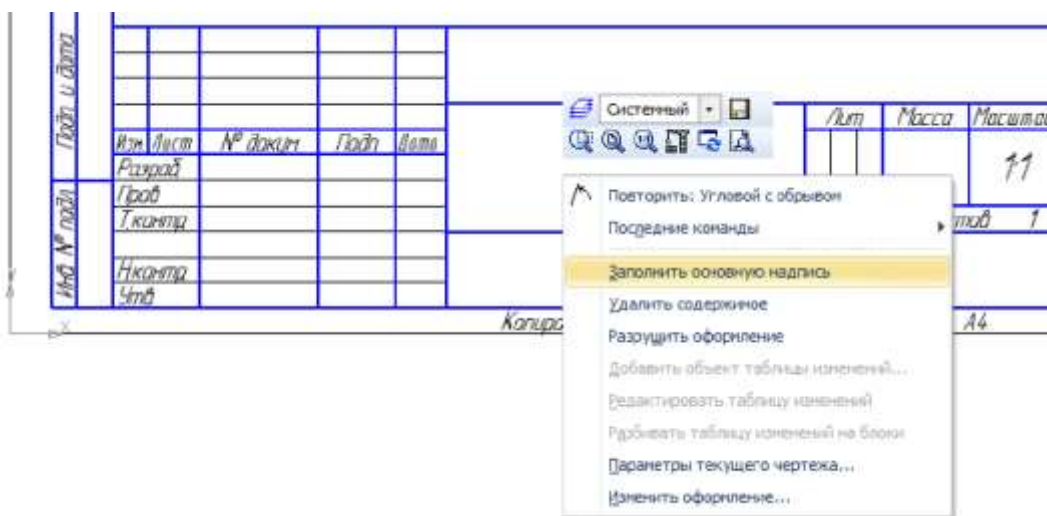 Подп и дата
Системный
Лит Масса Масштаб
Изм Лист № докум Подп Дата
1:1
Разраб
Пров
Т.контр
Инв № подл
Н.контр
Утв
Повторить: Угловой с обрывом
Последние команды
1
Заполнить основную надпись
Удалить содержимое
Разрушить оформление
Добавить объект таблицы изменений...
Редактировать таблицу изменений
Разбивать таблицу изменений на блоки
Параметры текущего чертежа...
Изменить оформление...
A4
Y
X